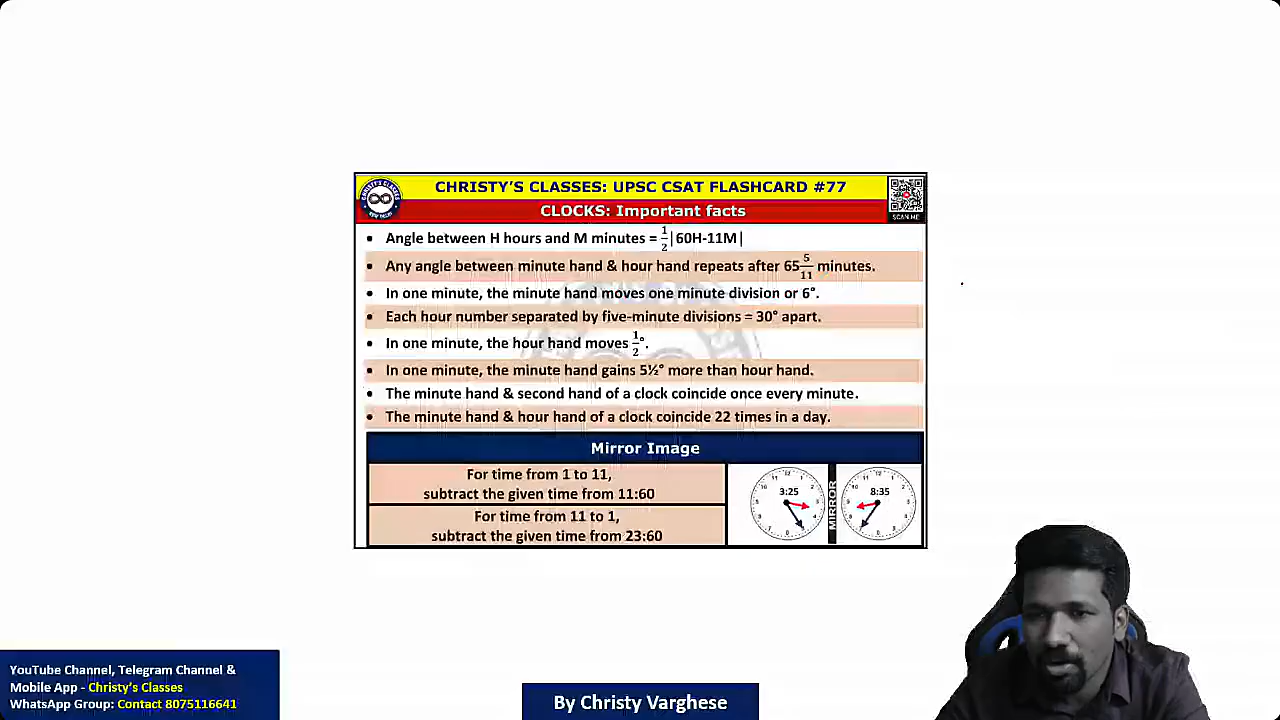 CHRISTY'S CLASSES: UPSC CSAT FLASHCARD #77
CLOCKS: Important facts
SCAN ME
• Angle between H hours and M minutes = 1/2|60H-11M|
• Any angle between minute hand & hour hand repeats after 65 5/11 minutes.
• In one minute, the minute hand moves one minute division or 6°.
• Each hour number separated by five-minute divisions = 30° apart.
• In one minute, the hour hand moves 1/2°.
• In one minute, the minute hand gains 5½° more than hour hand.
• The minute hand & second hand of a clock coincide once every minute.
• The minute hand & hour hand of a clock coincide 22 times in a day.
Mirror Image
For time from 1 to 11,
subtract the given time from 11:60
For time from 11 to 1,
subtract the given time from 23:60
3:25
MIRROR
8:35
YouTube Channel, Telegram Channel &
Mobile App - Christy's Classes
WhatsApp Group: Contact 8075116641
By Christy Varghese